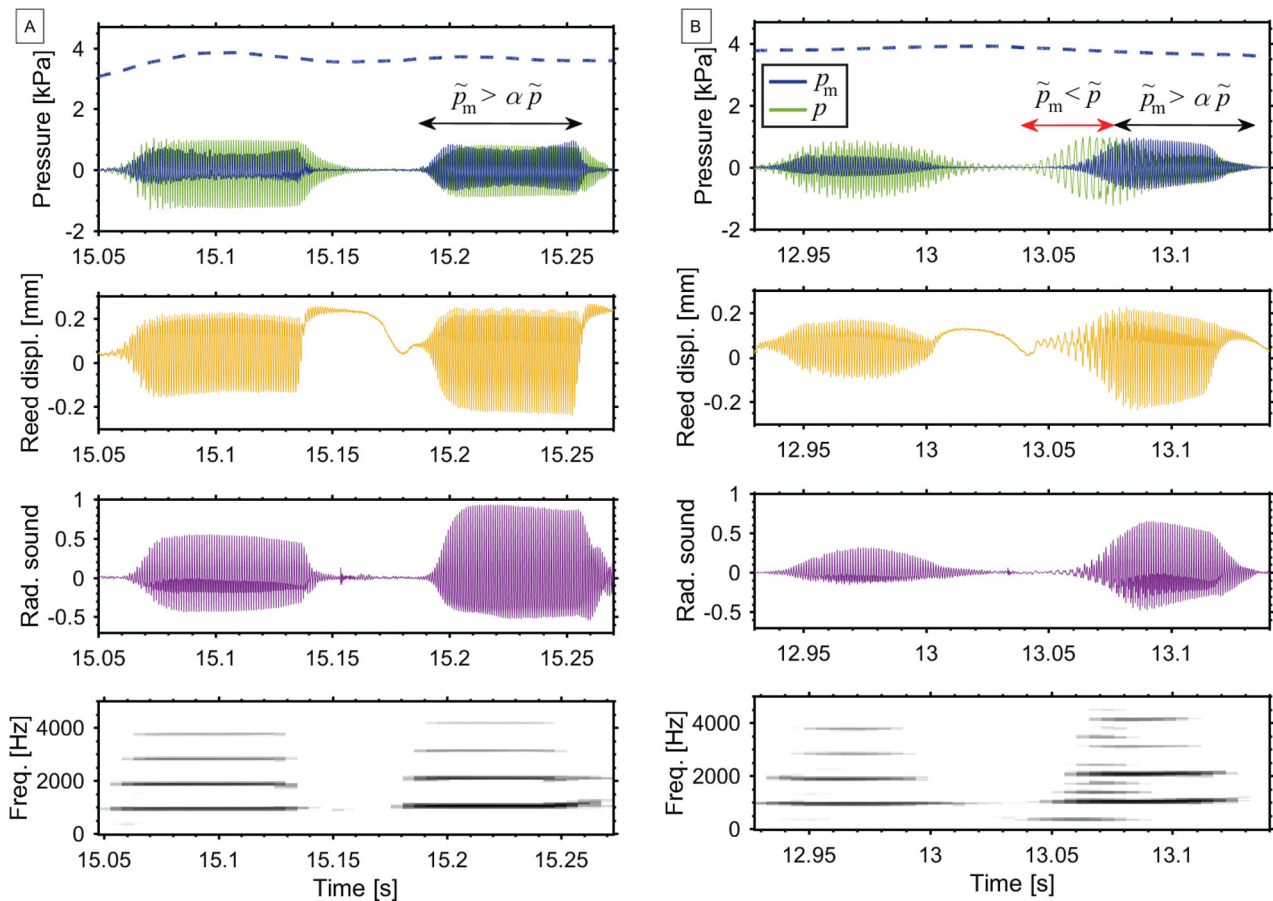 A
Pressure [kPa]
4
2
0
-2
p̃m > α p̃
15.05 15.1 15.15 15.2 15.25
Reed displ. [mm]
0.2
0
-0.2
15.05 15.1 15.15 15.2 15.25
Rad. sound
1
0.5
0
-0.5
15.05 15.1 15.15 15.2 15.25
Freq. [Hz]
4000
2000
0
15.05 15.1 15.15 15.2 15.25
Time [s]
B
Pressure [kPa]
4
2
0
-2
pm
p
p̃m < p̃
p̃m > α p̃
12.95 13 13.05 13.1
Reed displ. [mm]
0.2
0
-0.2
12.95 13 13.05 13.1
Rad. sound
1
0.5
0
-0.5
12.95 13 13.05 13.1
Freq. [Hz]
4000
2000
0
12.95 13 13.05 13.1
Time [s]